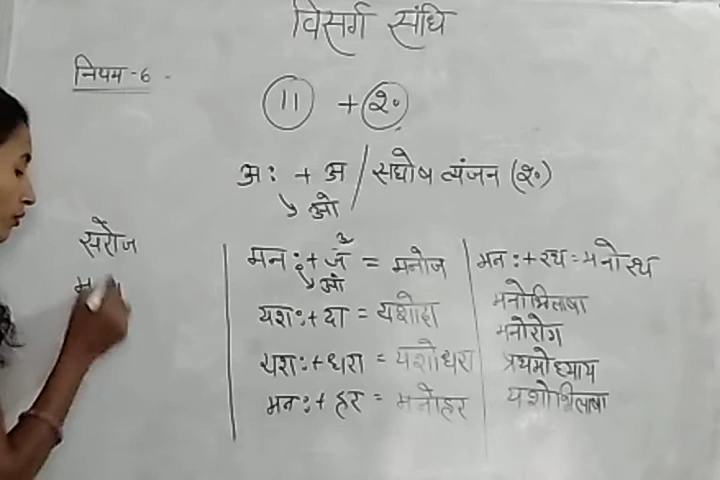 विसर्ग संधि
नियम-6 -
11 + २०
अः + अ / सघोष व्यंजन (२०)
↘ ओ
सरोज
मनः + ज = मनोज
ओ
यशः + दा = यशोदा
यशः + धरा = यशोधरा
मनः + हर = मनोहर
मनः + रथ = मनोरथ
मनोभिलाषा
मनोरोग
प्रथमोध्याय
यशोभिलाषा